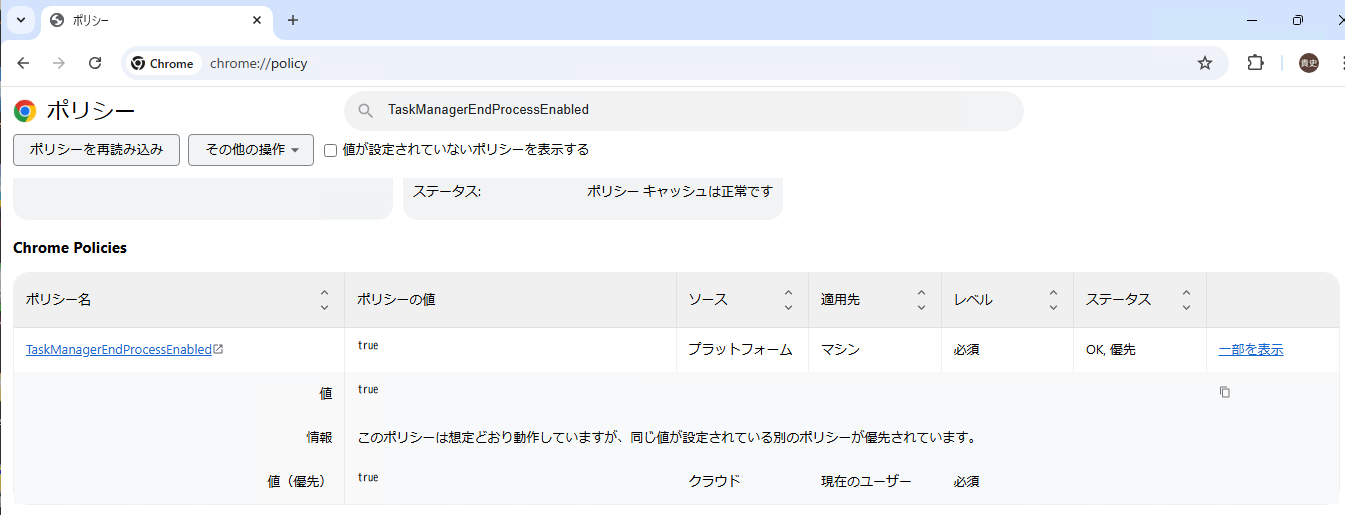 ポリシー
Chrome chrome://policy 貴史
ポリシー TaskManagerEndProcessEnabled
ポリシーを再読み込み その他の操作 値が設定されていないポリシーを表示する
ステータス: ポリシー キャッシュは正常です
Chrome Policies
ポリシー名 ポリシーの値 ソース 適用先 レベル ステータス
TaskManagerEndProcessEnabled true プラットフォーム マシン 必須 OK, 優先 一部を表示
値 true
情報 このポリシーは想定どおり動作していますが、同じ値が設定されている別のポリシーが優先されています。
値（優先） true クラウド 現在のユーザー 必須